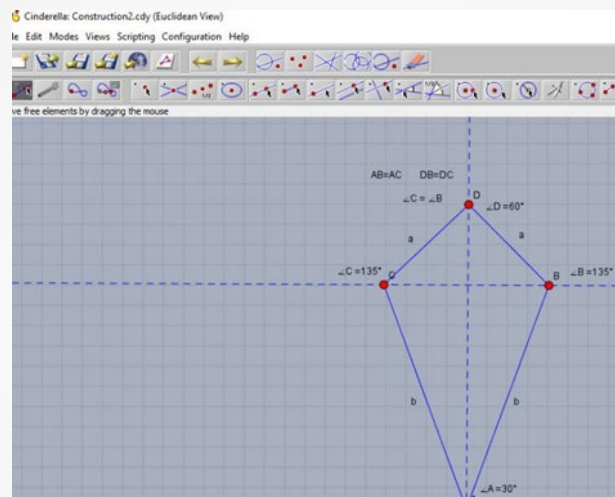 Cinderella: Construction2.cdy (Euclidean View)
le Edit Modes Views Scripting Configuration Help
ve free elements by dragging the mouse
AB=AC DB=DC
D
∠C = ∠B
∠D=60°
a
a
∠C=135°
C
B
∠B=135°
b
b
∠A=30°